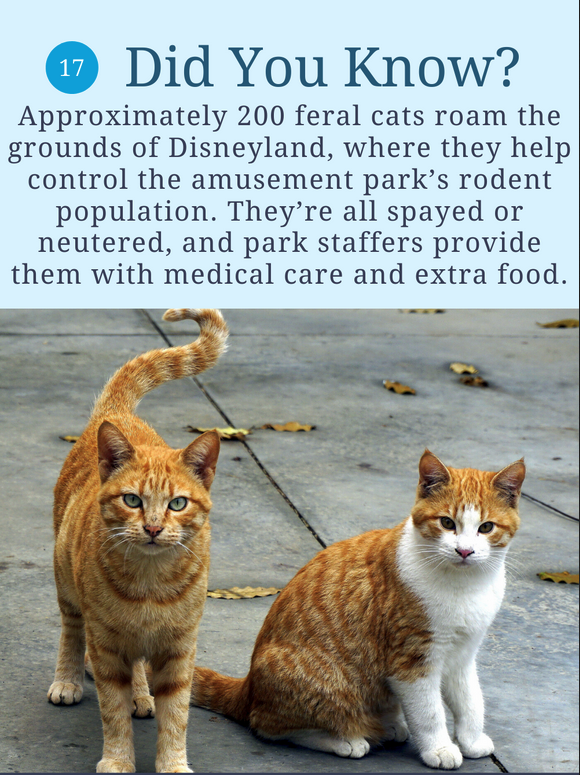 17 Did You Know?
Approximately 200 feral cats roam the
grounds of Disneyland, where they help
control the amusement park’s rodent
population. They’re all spayed or
neutered, and park staffers provide
them with medical care and extra food.